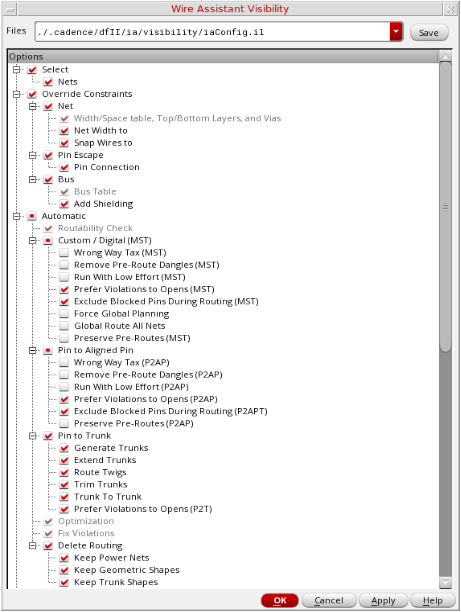 Wire Assistant Visibility
Files ./.cadence/dfII/ia/visibility/iaConfig.il Save
Options
Select
Nets
Override Constraints
Net
Width/Space table, Top/Bottom Layers, and Vias
Net Width to
Snap Wires to
Pin Escape
Pin Connection
Bus
Bus Table
Add Shielding
Automatic
Routability Check
Custom / Digital (MST)
Wrong Way Tax (MST)
Remove Pre-Route Dangles (MST)
Run With Low Effort (MST)
Prefer Violations to Opens (MST)
Exclude Blocked Pins During Routing (MST)
Force Global Planning
Global Route All Nets
Preserve Pre-Routes (MST)
Pin to Aligned Pin
Wrong Way Tax (P2AP)
Remove Pre-Route Dangles (P2AP)
Run With Low Effort (P2AP)
Prefer Violations to Opens (P2AP)
Exclude Blocked Pins During Routing (P2APT)
Preserve Pre-Routes (P2AP)
Pin to Trunk
Generate Trunks
Extend Trunks
Route Twigs
Trim Trunks
Trunk To Trunk
Prefer Violations to Opens (P2T)
Optimization
Fix Violations
Delete Routing
Keep Power Nets
Keep Geometric Shapes
Keep Trunk Shapes
OK Cancel Apply Help